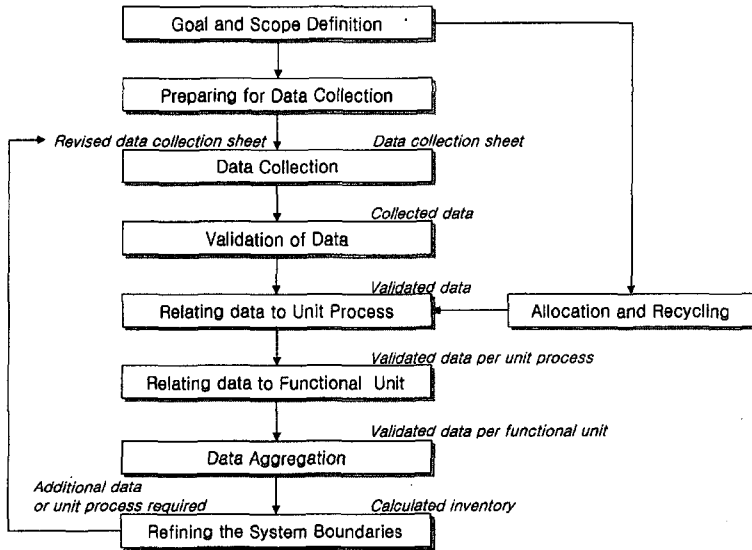 Goal and Scope Definition
Preparing for Data Collection
Revised data collection sheet
Data collection sheet
Data Collection
Collected data
Validation of Data
Validated data
Relating data to Unit Process
Allocation and Recycling
Validated data per unit process
Relating data to Functional Unit
Validated data per functional unit
Data Aggregation
Additional data
or unit process required
Calculated inventory
Refining the System Boundaries